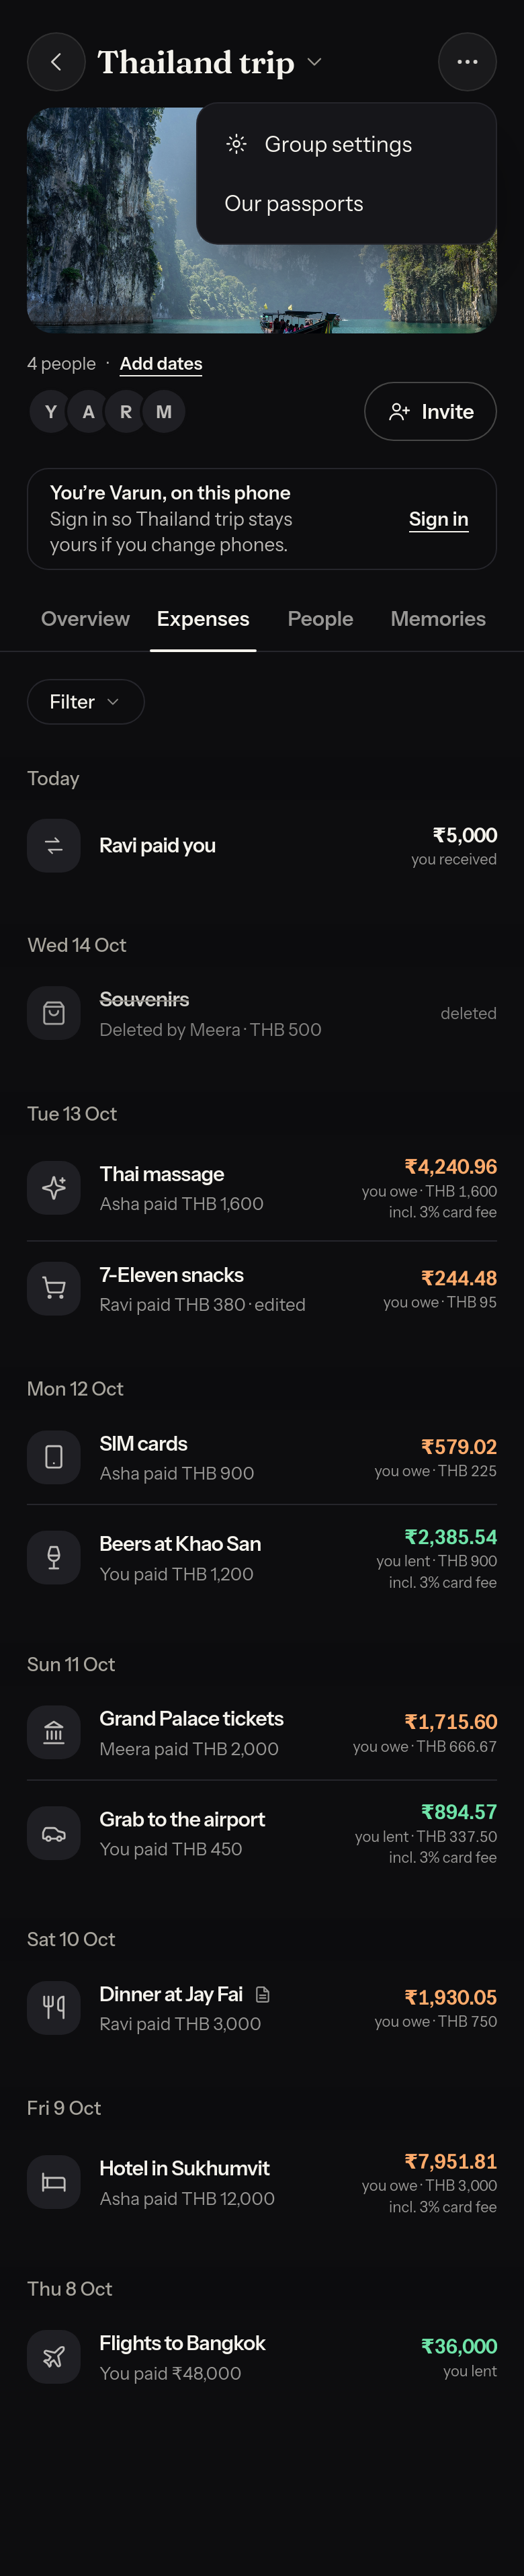 Thailand trip
Group settings
Our passports
4 people · Add dates
Y A R M
Invite
You’re Varun, on this phone
Sign in so Thailand trip stays
yours if you change phones.
Sign in
Overview Expenses People Memories
Filter
Today
Ravi paid you
₹5,000
you received
Wed 14 Oct
Souvenirs
Deleted by Meera · THB 500
deleted
Tue 13 Oct
Thai massage
Asha paid THB 1,600
₹4,240.96
you owe · THB 1,600
incl. 3% card fee
7-Eleven snacks
Ravi paid THB 380 · edited
₹244.48
you owe · THB 95
Mon 12 Oct
SIM cards
Asha paid THB 900
₹579.02
you owe · THB 225
Beers at Khao San
You paid THB 1,200
₹2,385.54
you lent · THB 900
incl. 3% card fee
Sun 11 Oct
Grand Palace tickets
Meera paid THB 2,000
₹1,715.60
you owe · THB 666.67
Grab to the airport
You paid THB 450
₹894.57
you lent · THB 337.50
incl. 3% card fee
Sat 10 Oct
Dinner at Jay Fai
Ravi paid THB 3,000
₹1,930.05
you owe · THB 750
Fri 9 Oct
Hotel in Sukhumvit
Asha paid THB 12,000
₹7,951.81
you owe · THB 3,000
incl. 3% card fee
Thu 8 Oct
Flights to Bangkok
You paid ₹48,000
₹36,000
you lent